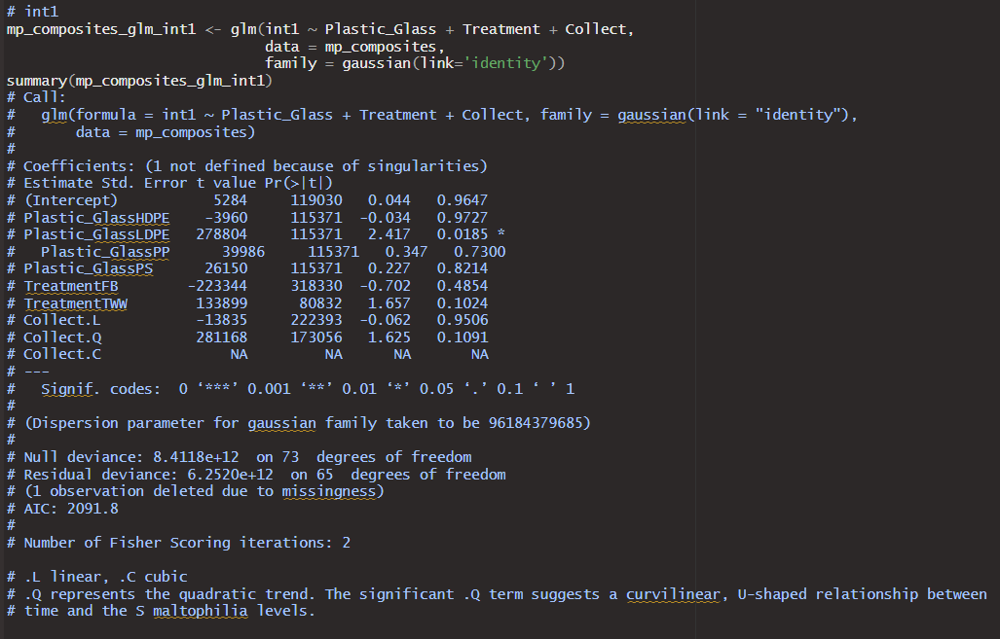 # int1
mp_composites_glm_int1 <- glm(int1 ~ Plastic_Glass + Treatment + Collect,
                              data = mp_composites,
                              family = gaussian(link='identity'))
summary(mp_composites_glm_int1)
# Call:
#   glm(formula = int1 ~ Plastic_Glass + Treatment + Collect, family = gaussian(link = "identity"),
#       data = mp_composites)
#
# Coefficients: (1 not defined because of singularities)
# Estimate Std. Error t value Pr(>|t|)
# (Intercept)           5284     119030   0.044   0.9647
# Plastic_GlassHDPE    -3960     115371  -0.034   0.9727
# Plastic_GlassLDPE   278804     115371   2.417   0.0185 *
#   Plastic_GlassPP      39986     115371   0.347   0.7300
# Plastic_GlassPS      26150     115371   0.227   0.8214
# TreatmentFB        -223344     318330  -0.702   0.4854
# TreatmentTWW        133899      80832   1.657   0.1024
# Collect.L           -13835     222393  -0.062   0.9506
# Collect.Q           281168     173056   1.625   0.1091
# Collect.C               NA         NA      NA       NA
# ---
#   Signif. codes:  0 ‘***’ 0.001 ‘**’ 0.01 ‘*’ 0.05 ‘.’ 0.1 ‘ ’ 1
#
# (Dispersion parameter for gaussian family taken to be 96184379685)
#
# Null deviance: 8.4118e+12  on 73  degrees of freedom
# Residual deviance: 6.2520e+12  on 65  degrees of freedom
# (1 observation deleted due to missingness)
# AIC: 2091.8
#
# Number of Fisher Scoring iterations: 2

# .L linear, .C cubic
# .Q represents the quadratic trend. The significant .Q term suggests a curvilinear, U-shaped relationship between
# time and the S maltophilia levels.